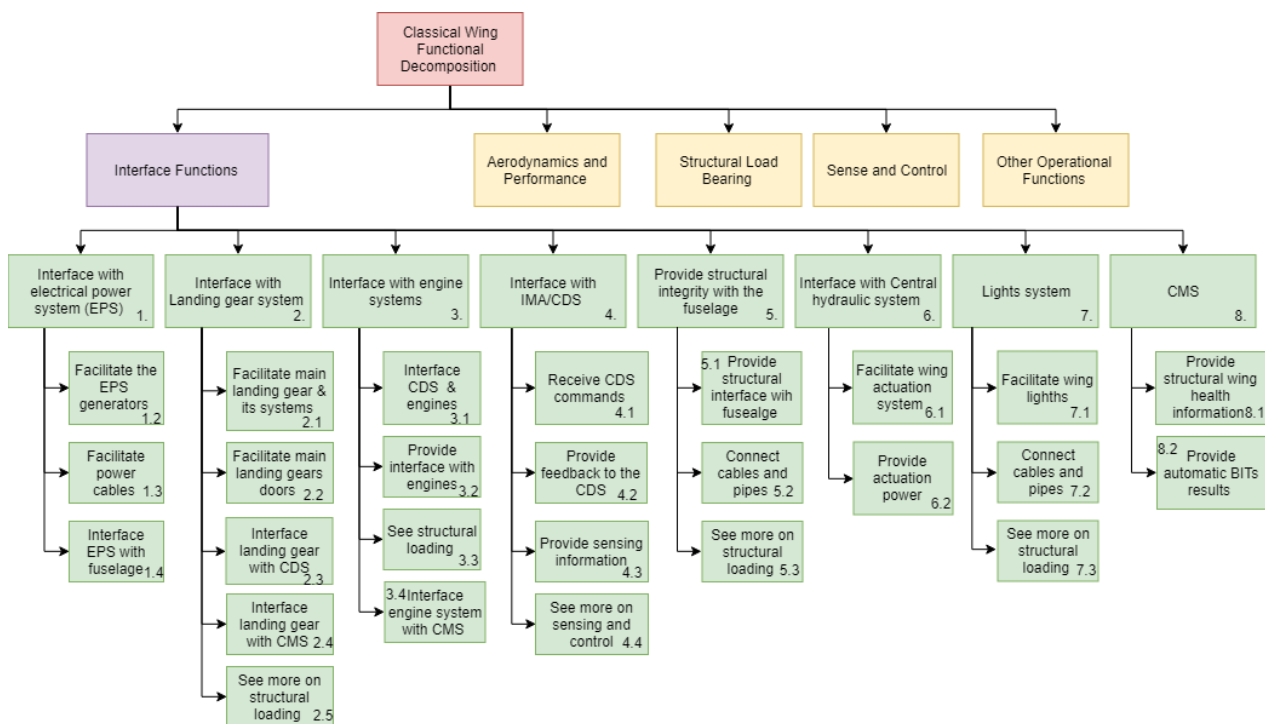 Classical Wing
Functional
Decomposition
Interface Functions
Aerodynamics and
Performance
Structural Load
Bearing
Sense and Control
Other Operational
Functions
Interface with
electrical power
system (EPS) 1.
Interface with
Landing gear system
2.
Interface with engine
systems
3.
Interface with
IMA/CDS
4.
Provide structural
integrity with the
fuselage 5.
Interface with Central
hydraulic system
6.
Lights system
7.
CMS
8.
Facilitate the
EPS
generators
1.2
Facilitate
power
cables 1.3
Interface
EPS with
fuselage 1.4
Facilitate main
landing gear &
its systems
2.1
Facilitate main
landing gears
doors 2.2
Interface
landing gear
with CDS
2.3
Interface
landing gear
with CMS 2.4
See more on
structural
loading 2.5
Interface
CDS &
engines
3.1
Provide
interface with
engines 3.2
See structural
loading
3.3
3.4 Interface
engine system
with CMS
Receive CDS
commands
4.1
Provide
feedback to the
CDS 4.2
Provide sensing
information
4.3
See more on
sensing and
control 4.4
5.1 Provide
structural
interface wih
fusealge
Connect
cables and
pipes 5.2
See more on
structural
loading 5.3
Facilitate wing
actuation
system
6.1
Provide
actuation
power
6.2
Facilitate wing
lighths
7.1
Connect
cables and
pipes 7.2
See more on
structural
loading 7.3
Provide
structural wing
health
information 8.1
8.2 Provide
automatic BITs
results